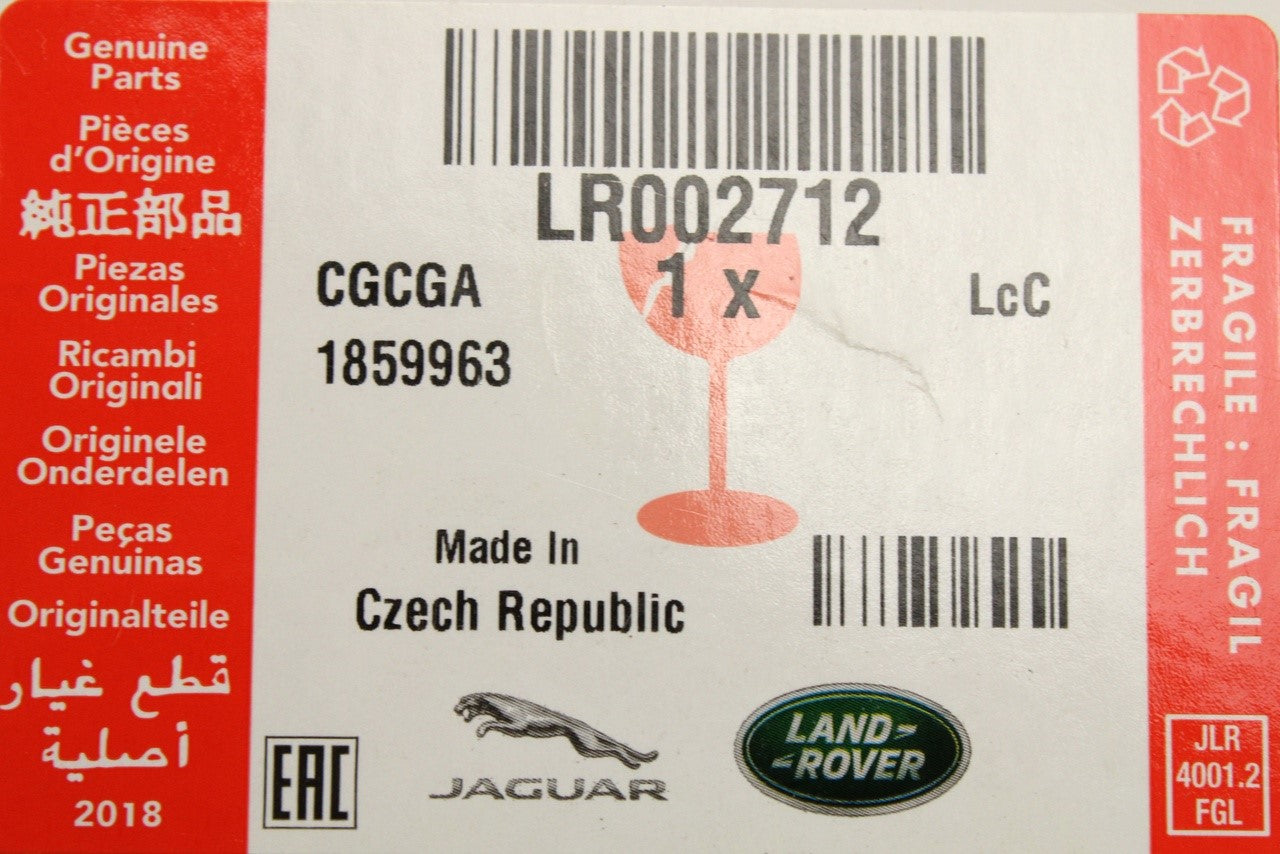 Genuine
Parts
Pièces
d'Origine
純正部品
Piezas
Originales
Ricambi
Originali
Originele
Onderdelen
Peças
Genuinas
Originalteile
قطع غيار
أصلية
2018
LR002712
1 x
CGCGA
LcC
1859963
Made In
Czech Republic
EAC
JAGUAR
LAND-
-ROVER
FRAGILE : FRAGIL
ZERBRECHLICH
JLR
4001.2
FGL